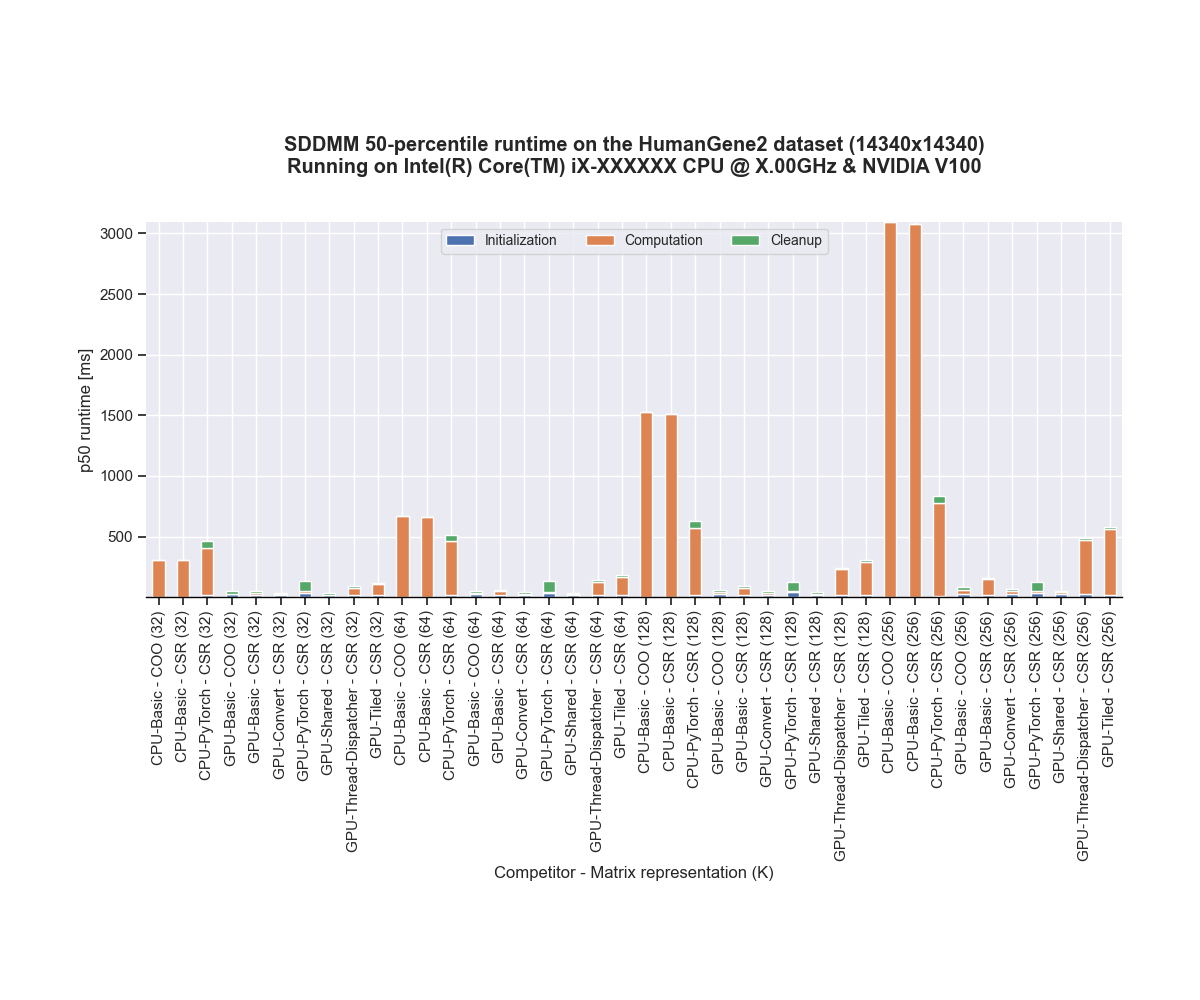 SDDMM 50-percentile runtime on the HumanGene2 dataset (14340x14340)
Running on Intel(R) Core(TM) iX-XXXXXX CPU @ X.00GHz & NVIDIA V100
Initialization
Computation
Cleanup
3000
2500
2000
1500
1000
500
p50 runtime [ms]
CPU-Basic - COO (32)
CPU-Basic - CSR (32)
CPU-PyTorch - CSR (32)
GPU-Basic - COO (32)
GPU-Basic - CSR (32)
GPU-Convert - CSR (32)
GPU-PyTorch - CSR (32)
GPU-Shared - CSR (32)
GPU-Thread-Dispatcher - CSR (32)
GPU-Tiled - CSR (32)
CPU-Basic - COO (64)
CPU-Basic - CSR (64)
CPU-PyTorch - CSR (64)
GPU-Basic - COO (64)
GPU-Basic - CSR (64)
GPU-Convert - CSR (64)
GPU-PyTorch - CSR (64)
GPU-Shared - CSR (64)
GPU-Thread-Dispatcher - CSR (64)
GPU-Tiled - CSR (64)
CPU-Basic - COO (128)
CPU-Basic - CSR (128)
CPU-PyTorch - CSR (128)
GPU-Basic - COO (128)
GPU-Basic - CSR (128)
GPU-Convert - CSR (128)
GPU-PyTorch - CSR (128)
GPU-Shared - CSR (128)
GPU-Thread-Dispatcher - CSR (128)
GPU-Tiled - CSR (128)
CPU-Basic - COO (256)
CPU-Basic - CSR (256)
CPU-PyTorch - CSR (256)
GPU-Basic - COO (256)
GPU-Basic - CSR (256)
GPU-Convert - CSR (256)
GPU-PyTorch - CSR (256)
GPU-Shared - CSR (256)
GPU-Thread-Dispatcher - CSR (256)
GPU-Tiled - CSR (256)
Competitor - Matrix representation (K)